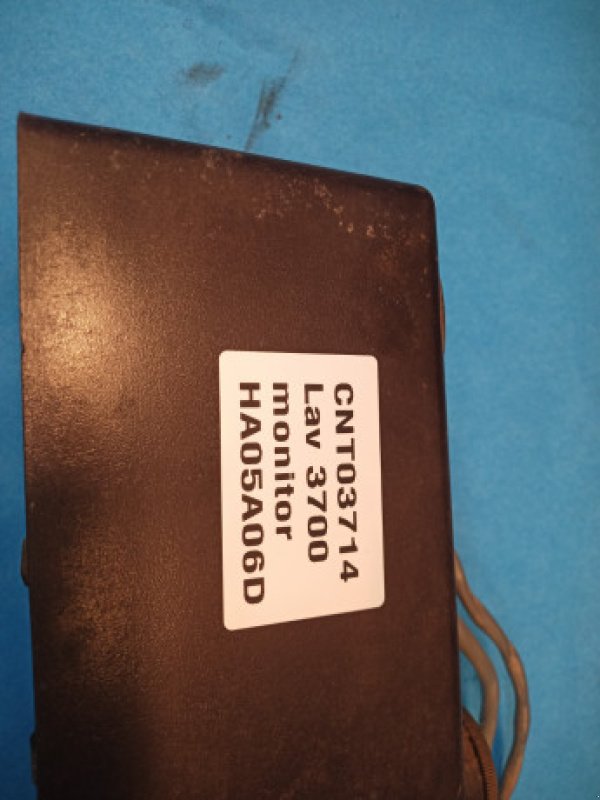 CNT03714
Lav 3700
monitor
HA05A06D